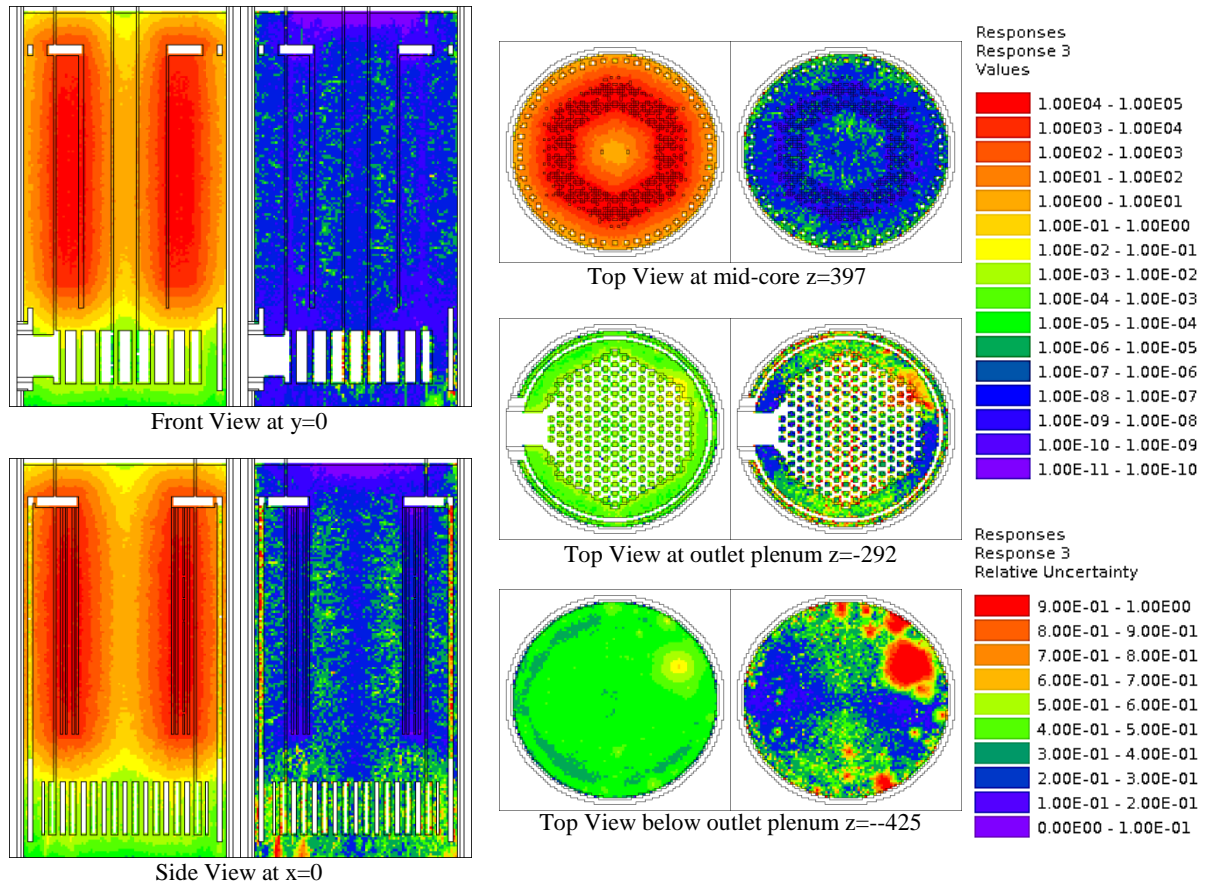 Front View at y=0
Side View at x=0
Top View at mid-core z=397
Top View at outlet plenum z=-292
Top View below outlet plenum z=--425
Responses
Response 3
Values
1.00E04 - 1.00E05
1.00E03 - 1.00E04
1.00E02 - 1.00E03
1.00E01 - 1.00E02
1.00E00 - 1.00E01
1.00E-01 - 1.00E00
1.00E-02 - 1.00E-01
1.00E-03 - 1.00E-02
1.00E-04 - 1.00E-03
1.00E-05 - 1.00E-04
1.00E-06 - 1.00E-05
1.00E-07 - 1.00E-06
1.00E-08 - 1.00E-07
1.00E-09 - 1.00E-08
1.00E-10 - 1.00E-09
1.00E-11 - 1.00E-10
Responses
Response 3
Relative Uncertainty
9.00E-01 - 1.00E00
8.00E-01 - 9.00E-01
7.00E-01 - 8.00E-01
6.00E-01 - 7.00E-01
5.00E-01 - 6.00E-01
4.00E-01 - 5.00E-01
3.00E-01 - 4.00E-01
2.00E-01 - 3.00E-01
1.00E-01 - 2.00E-01
0.00E00 - 1.00E-01